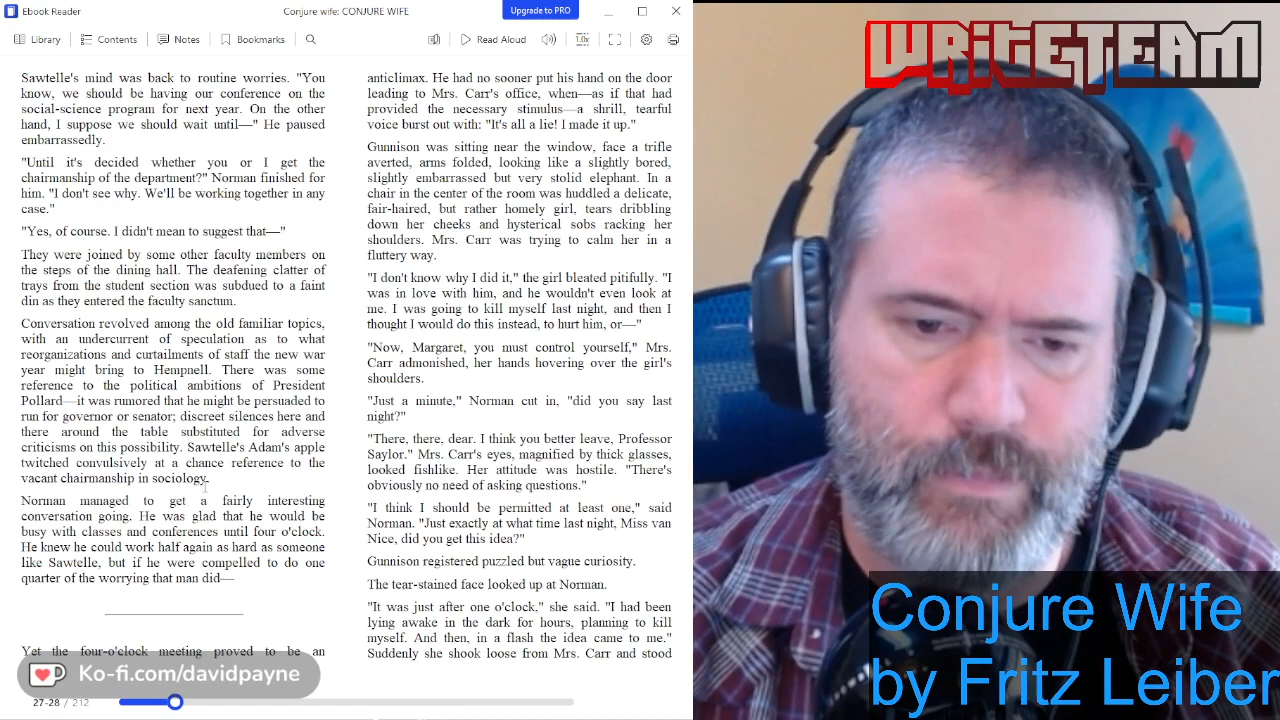 Ebook Reader
Conjure wife: CONJURE WIFE
Upgrade to PRO
Library
Contents
Notes
Bookmarks
Read Aloud
1.0x
Sawtelle's mind was back to routine worries. "You
know, we should be having our conference on the
social-science program for next year. On the other
hand, I suppose we should wait until—" He paused
embarrassedly.
"Until it's decided whether you or I get the
chairmanship of the department?" Norman finished for
him. "I don't see why. We'll be working together in any
case."
"Yes, of course. I didn't mean to suggest that—"
They were joined by some other faculty members on
the steps of the dining hall. The deafening clatter of
trays from the student section was subdued to a faint
din as they entered the faculty sanctum.
Conversation revolved among the old familiar topics,
with an undercurrent of speculation as to what
reorganizations and curtailments of staff the new war
year might bring to Hempnell. There was some
reference to the political ambitions of President
Pollard—it was rumored that he might be persuaded to
run for governor or senator; discreet silences here and
there around the table substituted for adverse
criticisms on this possibility. Sawtelle's Adam's apple
twitched convulsively at a chance reference to the
vacant chairmanship in sociology.
Norman managed to get a fairly interesting
conversation going. He was glad that he would be
busy with classes and conferences until four o'clock.
He knew he could work half again as hard as someone
like Sawtelle, but if he were compelled to do one
quarter of the worrying that man did—
Yet the four-o'clock meeting proved to be an
anticlimax. He had no sooner put his hand on the door
leading to Mrs. Carr's office, when—as if that had
provided the necessary stimulus—a shrill, tearful
voice burst out with: "It's all a lie! I made it up."
Gunnison was sitting near the window, face a trifle
averted, arms folded, looking like a slightly bored,
slightly embarrassed but very stolid elephant. In a
chair in the center of the room was huddled a delicate,
fair-haired, but rather homely girl, tears dribbling
down her cheeks and hysterical sobs racking her
shoulders. Mrs. Carr was trying to calm her in a
fluttery way.
"I don't know why I did it," the girl bleated pitifully. "I
was in love with him, and he wouldn't even look at
me. I was going to kill myself last night, and then I
thought I would do this instead, to hurt him, or—"
"Now, Margaret, you must control yourself," Mrs.
Carr admonished, her hands hovering over the girl's
shoulders.
"Just a minute," Norman cut in, "did you say last
night?"
"There, there, dear. I think you better leave, Professor
Saylor." Mrs. Carr's eyes, magnified by thick glasses,
looked fishlike. Her attitude was hostile. "There's
obviously no need of asking questions."
"I think I should be permitted at least one," said
Norman. "Just exactly at what time last night, Miss van
Nice, did you get this idea?"
Gunnison registered puzzled but vague curiosity.
The tear-stained face looked up at Norman.
"It was just after one o'clock," she said. "I had been
lying awake in the dark for hours, planning to kill
myself. And then, in a flash the idea came to me."
Suddenly she shook loose from Mrs. Carr and stood
Ko-fi.com/davidpayne
27-28 / 212
WRITETEAM
Conjure Wife
by Fritz Leiber